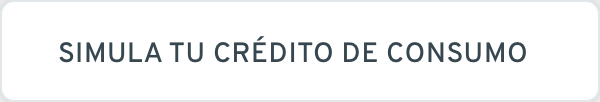 SIMULA TU CRÉDITO DE CONSUMO